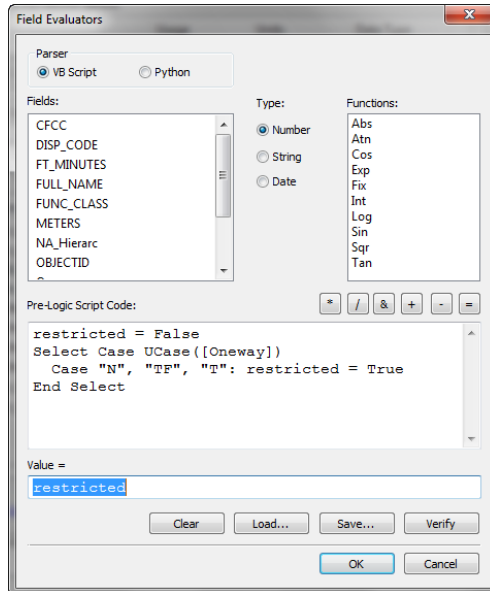 Field Evaluators
x
Parser
VB Script Python
Fields: Type: Functions:
CFCC
DISP_CODE
FT_MINUTES
FULL_NAME
FUNC_CLASS
METERS
NA_Hierarc
OBJECTID
Number
String
Date
Abs
Atn
Cos
Exp
Fix
Int
Log
Sin
Sqr
Tan
Pre-Logic Script Code: * / & + - =
restricted = False
Select Case UCase([Oneway])
  Case "N", "TF", "T": restricted = True
End Select
Value =
restricted
Clear Load... Save... Verify
OK Cancel